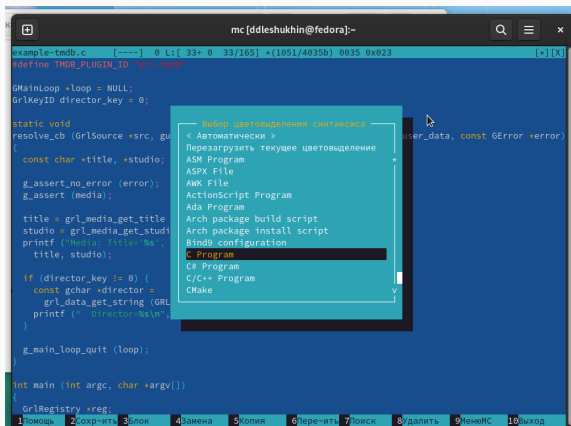 mc [ddleshukhin@fedora]:~
example-tmdb.c [----] 0 L:[ 33+ 0 33/165] *(1051/4035b) 0035 0x023 [*][X]
#define TMDB_PLUGIN_ID "grl-tmdb"
GMainLoop *loop = NULL;
GrlKeyID director_key = 0;
static void
resolve_cb (GrlSource *src, gu user_data, const GError *error)
{
const char *title, *studio;
g_assert_no_error (error);
g_assert (media);
title = grl_media_get_title
studio = grl_media_get_studi
printf ("Media: Title='%s',
title, studio);
if (director_key != 0) {
const gchar *director =
grl_data_get_string (GRL
printf (" Director=%s\n",
}
g_main_loop_quit (loop);
}
int main (int argc, char *argv[])
{
GrlRegistry *reg;
Выбор цветовыделения синтаксиса
< Автоматически >
Перезагрузить текущее цветовыделение
ASM Program
ASPX File
AWK File
ActionScript Program
Ada Program
Arch package build script
Arch package install script
Bind9 configuration
C Program
C# Program
C/C++ Program
CMake
1Помощь 2Сохр-ить 3Блок 4Замена 5Копия 6Пере-ить 7Поиск 8Удалить 9МенюMC 10Выход